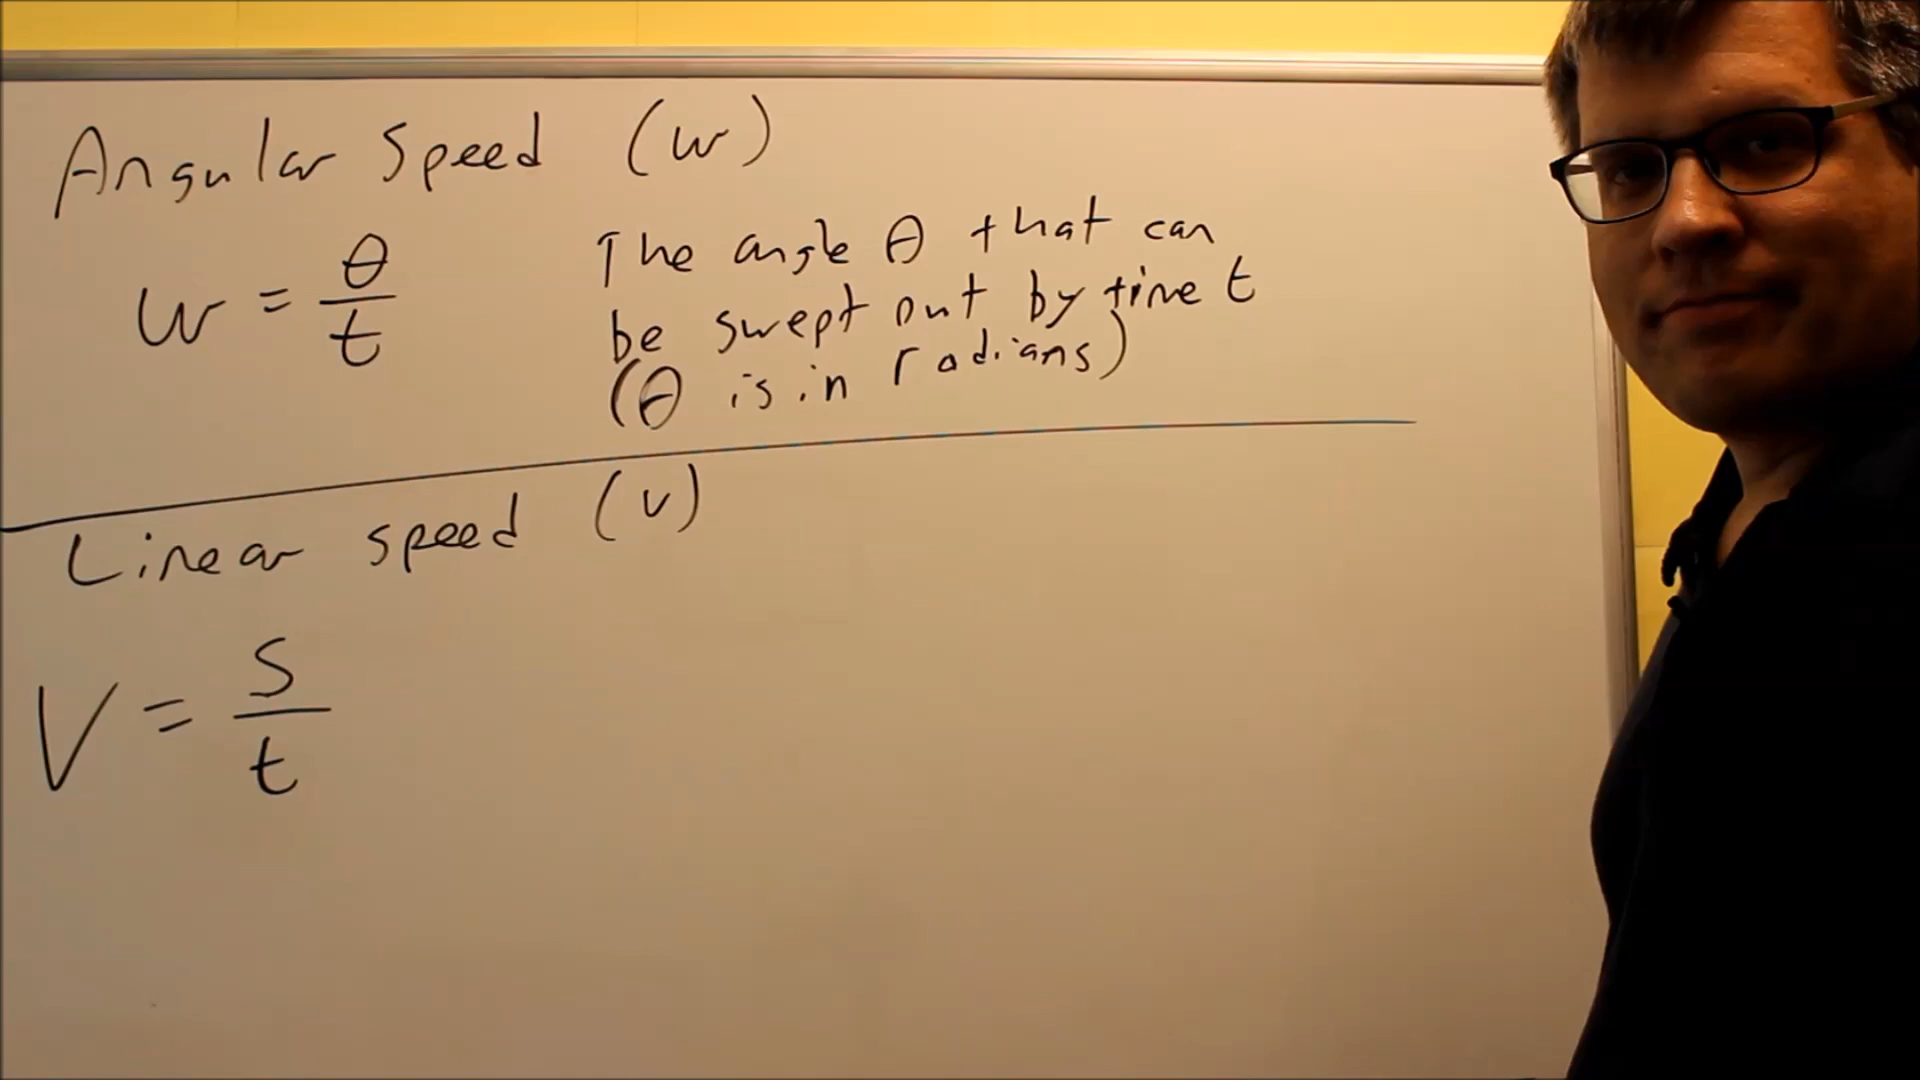 Angular Speed (w)
w = θ/t
The angle θ that can
be swept out by time t
(θ is in radians)
Linear speed (v)
V = S/t